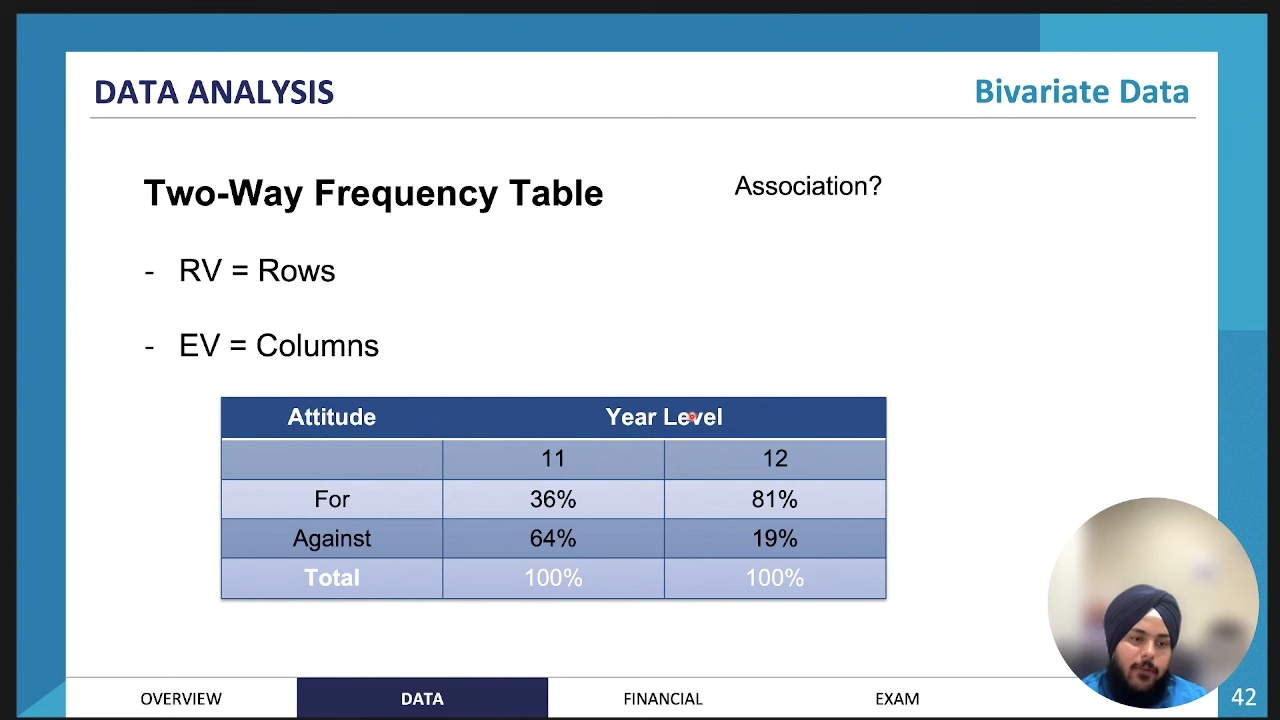 DATA ANALYSIS
Bivariate Data
Two-Way Frequency Table
Association?
- RV = Rows
- EV = Columns
Attitude Year Level
11 12
For 36% 81%
Against 64% 19%
Total 100% 100%
OVERVIEW DATA FINANCIAL EXAM
42